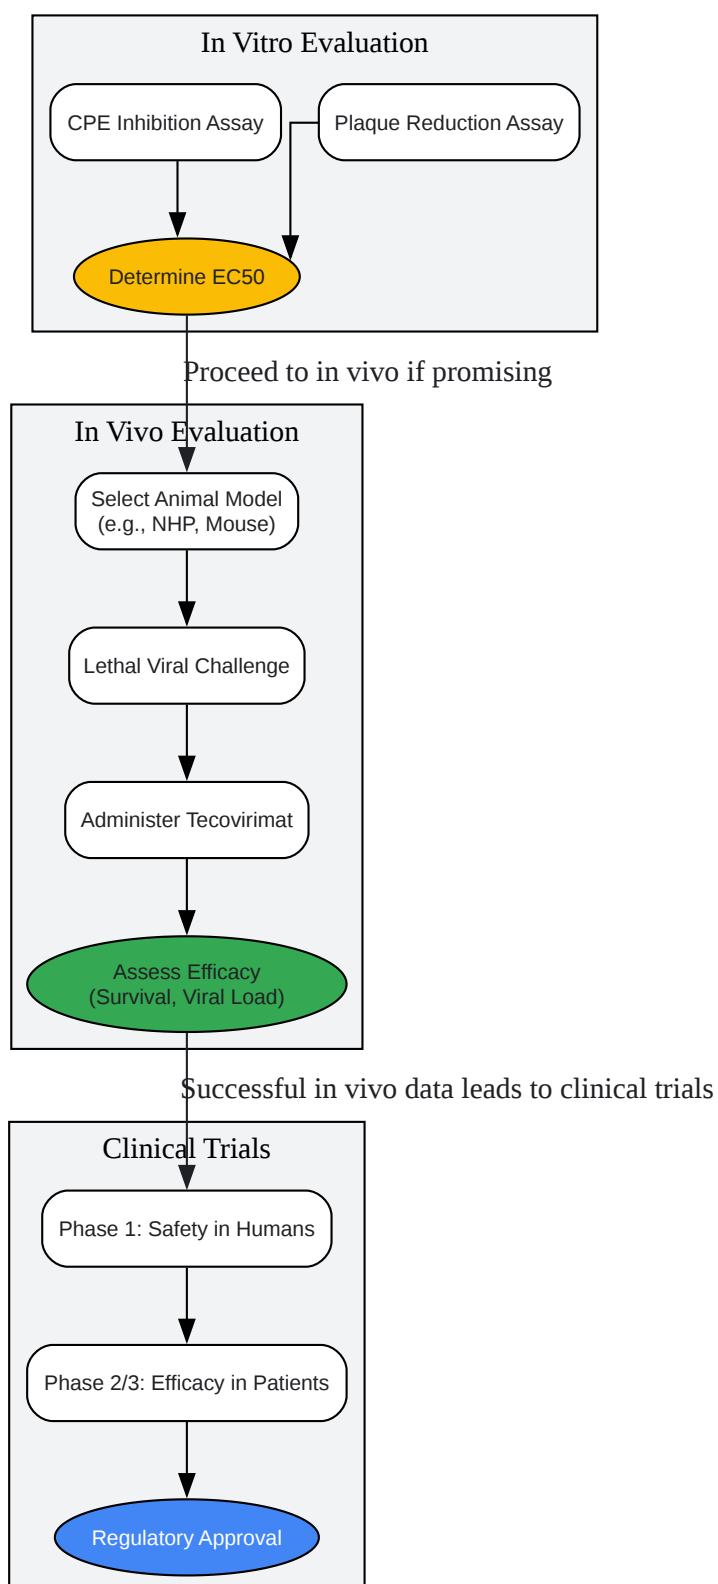 In Vitro Evaluation
CPE Inhibition Assay
Plaque Reduction Assay
Determine EC50
Proceed to in vivo if promising
In Vivo Evaluation
Select Animal Model
(e.g., NHP, Mouse)
Lethal Viral Challenge
Administer Tecovirimat
Assess Efficacy
(Survival, Viral Load)
Successful in vivo data leads to clinical trials
Clinical Trials
Phase 1: Safety in Humans
Phase 2/3: Efficacy in Patients
Regulatory Approval